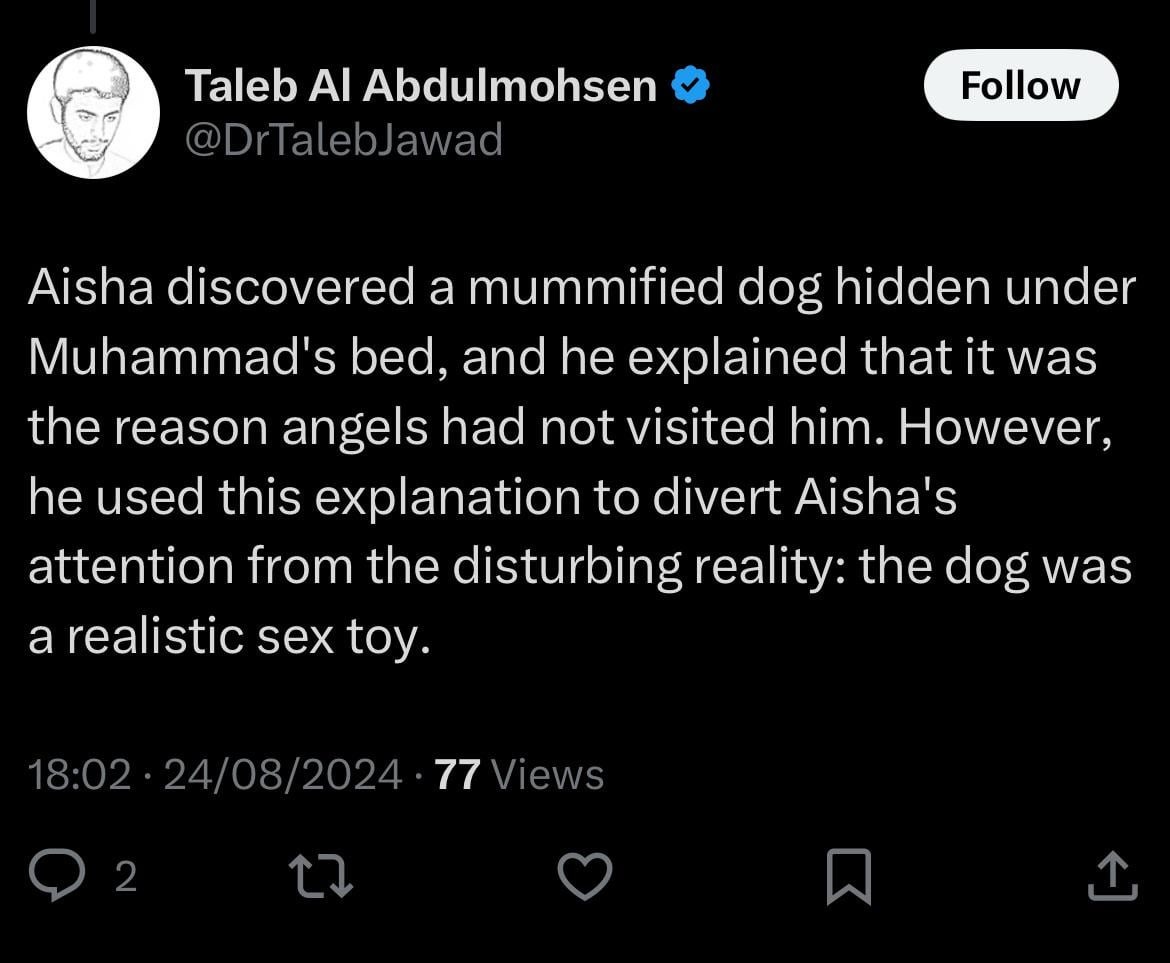 Taleb Al Abdulmohsen
Follow
@DrTalebJawad
Aisha discovered a mummified dog hidden under
Muhammad's bed, and he explained that it was
the reason angels had not visited him. However,
he used this explanation to divert Aisha's
attention from the disturbing reality: the dog was
a realistic sex toy.
18:02 · 24/08/2024 · 77 Views
2